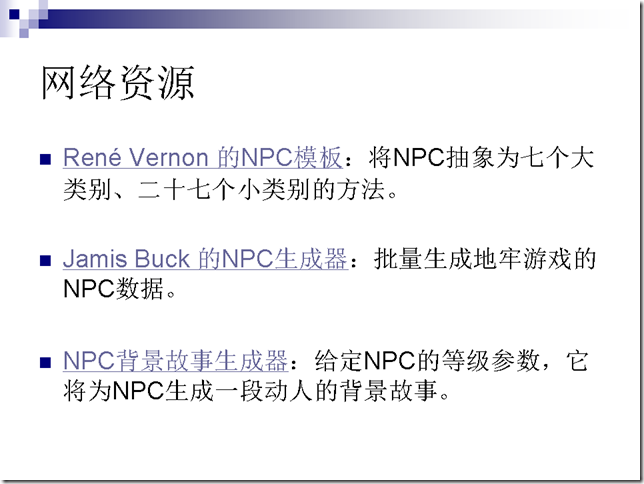 网络资源
René Vernon 的NPC模板：将NPC抽象为七个大
类别、二十七个小类别的方法。
Jamis Buck 的NPC生成器：批量生成地牢游戏的
NPC数据。
NPC背景故事生成器：给定NPC的等级参数，它
将为NPC生成一段动人的背景故事。